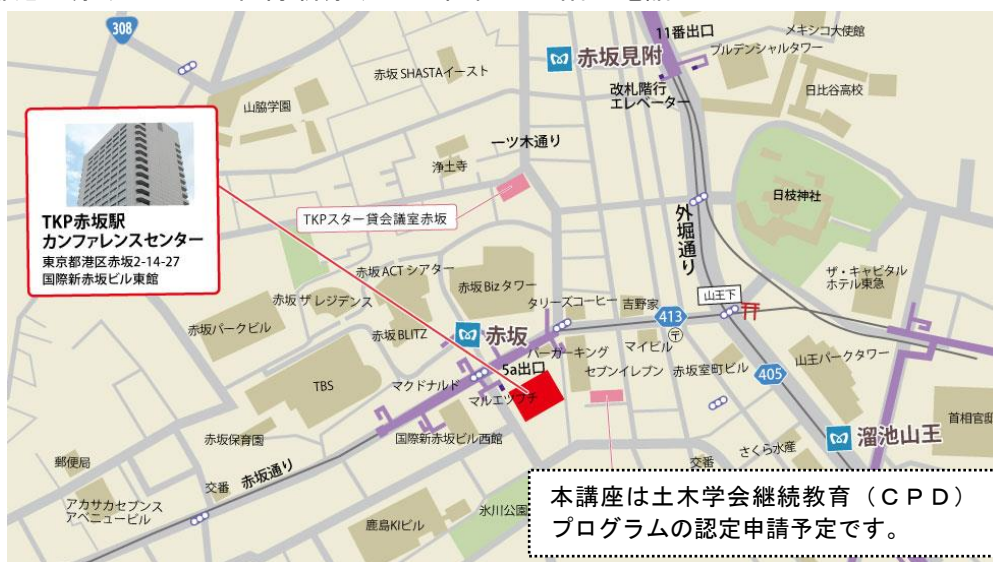 308
11番出口
メキシコ大使館
プルデンシャルタワー
赤坂見附
赤坂 SHASTAイースト
改札階行
エレベーター
日比谷高校
山脇学園
一ツ木通り
浄土寺
日枝神社
TKPスター貸会議室赤坂
TKP赤坂駅
カンファレンスセンター
東京都港区赤坂2-14-27
国際新赤坂ビル東館
外堀通り
赤坂 ACT シアター
ザ・キャピタル
ホテル東急
赤坂 Biz タワー
赤坂 ザ レジデンス
タリーズコーヒー
吉野家
山王下
413
赤坂パークビル
赤坂 BLITZ
赤坂
バーガーキング
マイビル
5a出口
セブンイレブン
赤坂室町ビル
405
山王パークタワー
TBS
マクドナルド
マルエツプチ
首相官邸
赤坂保育園
国際新赤坂ビル西館
溜池山王
さくら水産
郵便局
交番
赤坂通り
交番
アカサカセブンス
アベニュービル
氷川公園
鹿島KIビル
本講座は土木学会継続教育(CPD)
プログラムの認定申請予定です。